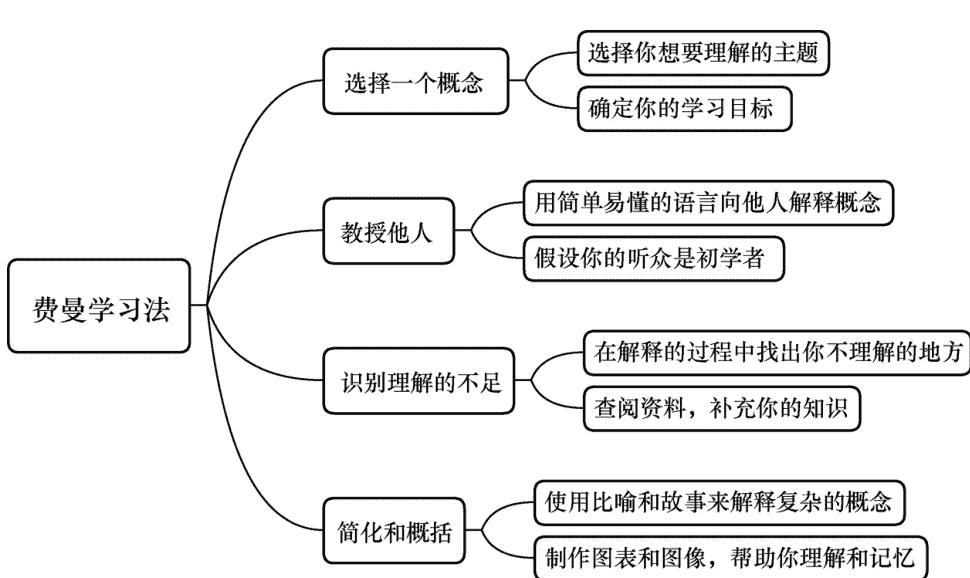 费曼学习法
选择一个概念
选择你想要理解的主题
确定你的学习目标
教授他人
用简单易懂的语言向他人解释概念
假设你的听众是初学者
识别理解的不足
在解释的过程中找出你不理解的地方
查阅资料，补充你的知识
简化和概括
使用比喻和故事来解释复杂的概念
制作图表和图像，帮助你理解和记忆